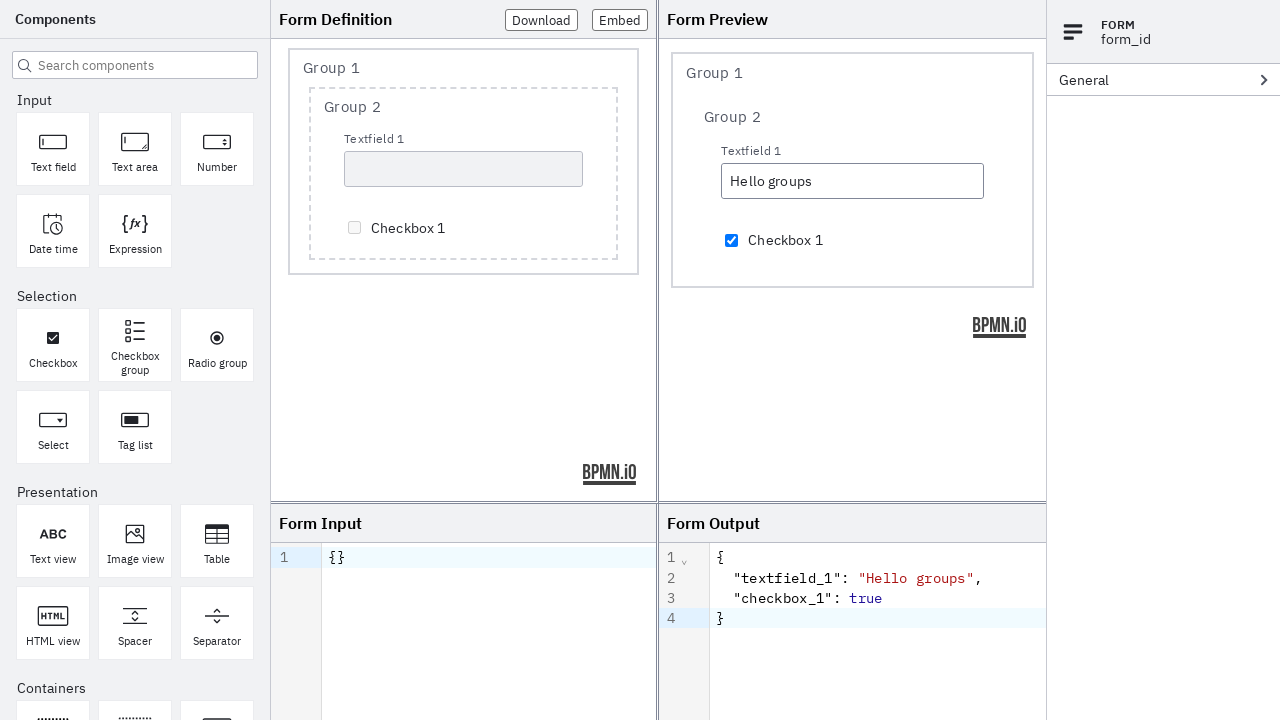 Components
Search components
Input
Text field
Text area
Number
Date time
Expression
Selection
Checkbox
Checkbox
group
Radio group
Select
Tag list
Presentation
ABC
Text view
Image view
Table
HTML
HTML view
Spacer
Separator
Containers
Form Definition
Download
Embed
Group 1
Group 2
Textfield 1
Checkbox 1
BPMN.iO
Form Input
1
{}
Form Preview
Group 1
Group 2
Textfield 1
Hello groups
Checkbox 1
BPMN.iO
Form Output
1 {
2 "textfield_1": "Hello groups",
3 "checkbox_1": true
4 }
FORM
form_id
General